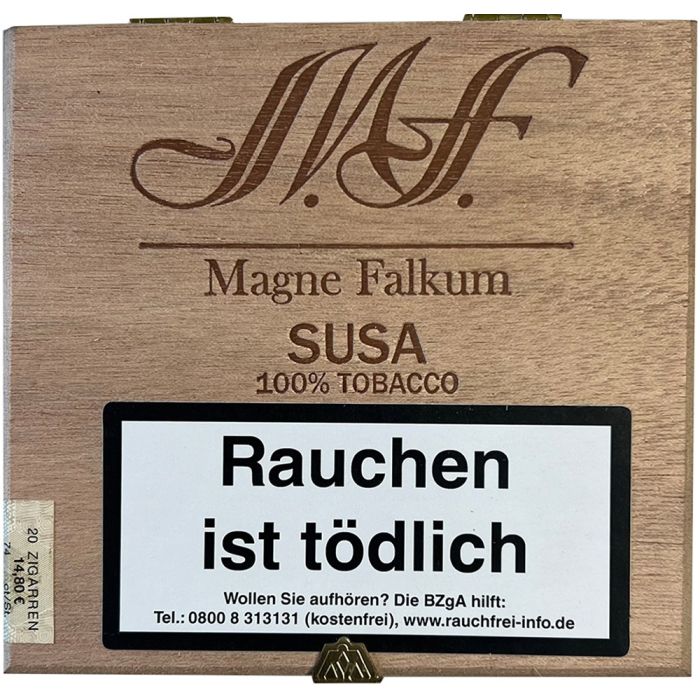 M.F.
Magne Falkum
SUSA
100% TOBACCO
Rauchen
ist tödlich
Wollen Sie aufhören? Die BZgA hilft:
Tel.: 0800 8 313131 (kostenfrei), www.rauchfrei-info.de
20 ZIGARREN
14,80 €
74